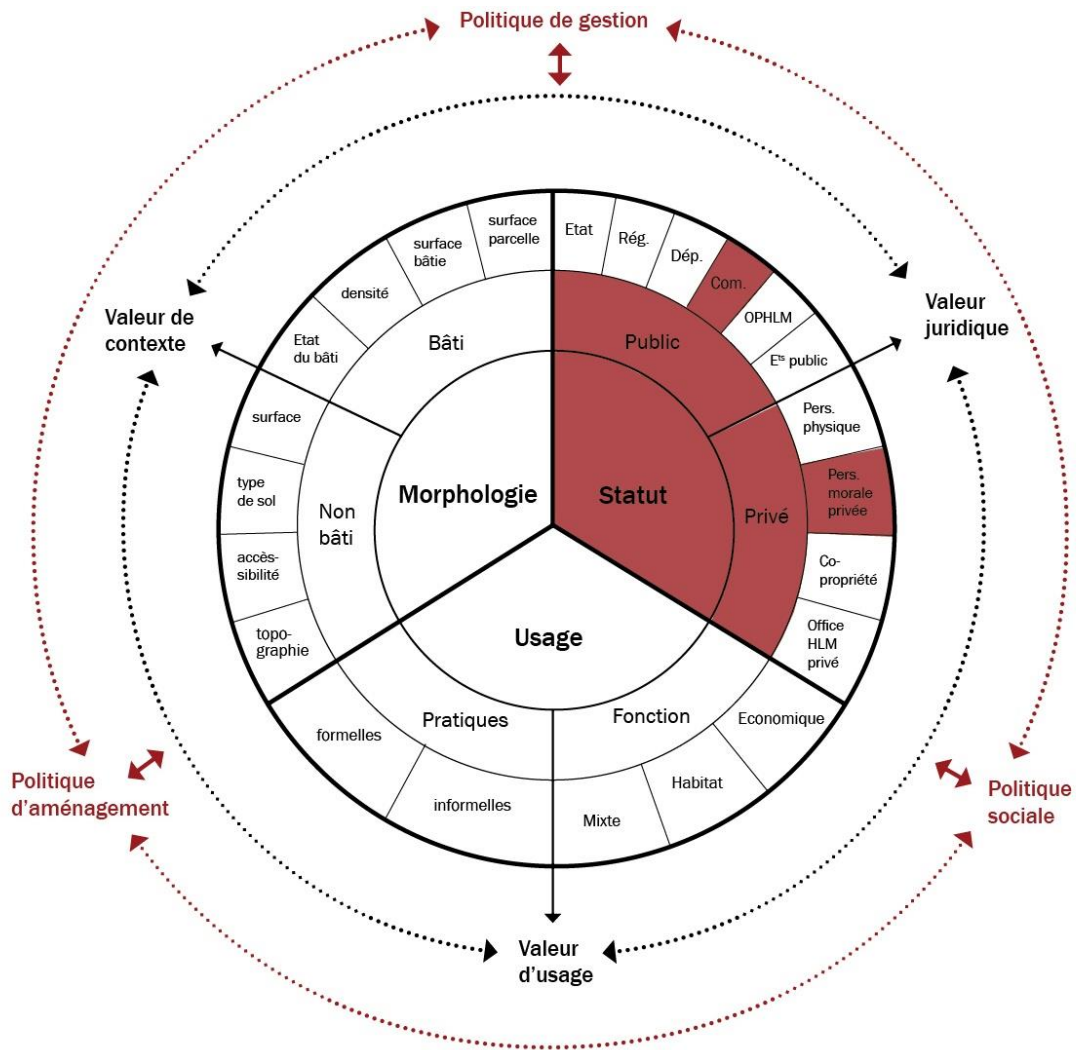 Politique de gestion
Valeur de
contexte
Valeur
juridique
Valeur
d'usage
Politique
d'aménagement
Politique
sociale
Morphologie
Statut
Usage
Bâti
Non
bâti
Public
Privé
Pratiques
Fonction
surface
parcelle
surface
bâtie
densité
Etat
du bâti
surface
type
de sol
accès-
sibilité
topo-
graphie
Etat
Rég.
Dép.
Com.
OPHLM
Ets public
Pers.
physique
Pers.
morale
privée
Co-
propriété
Office
HLM
privé
Economique
Habitat
Mixte
informelles
formelles